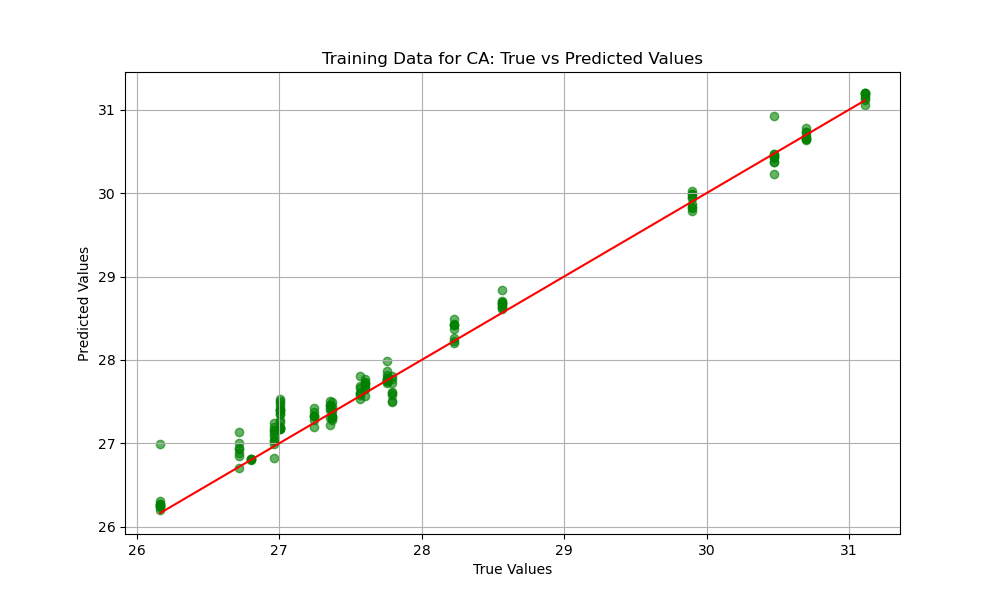 Training Data for CA: True vs Predicted Values
31
30
29
28
27
26
Predicted Values
26 27 28 29 30 31
True Values